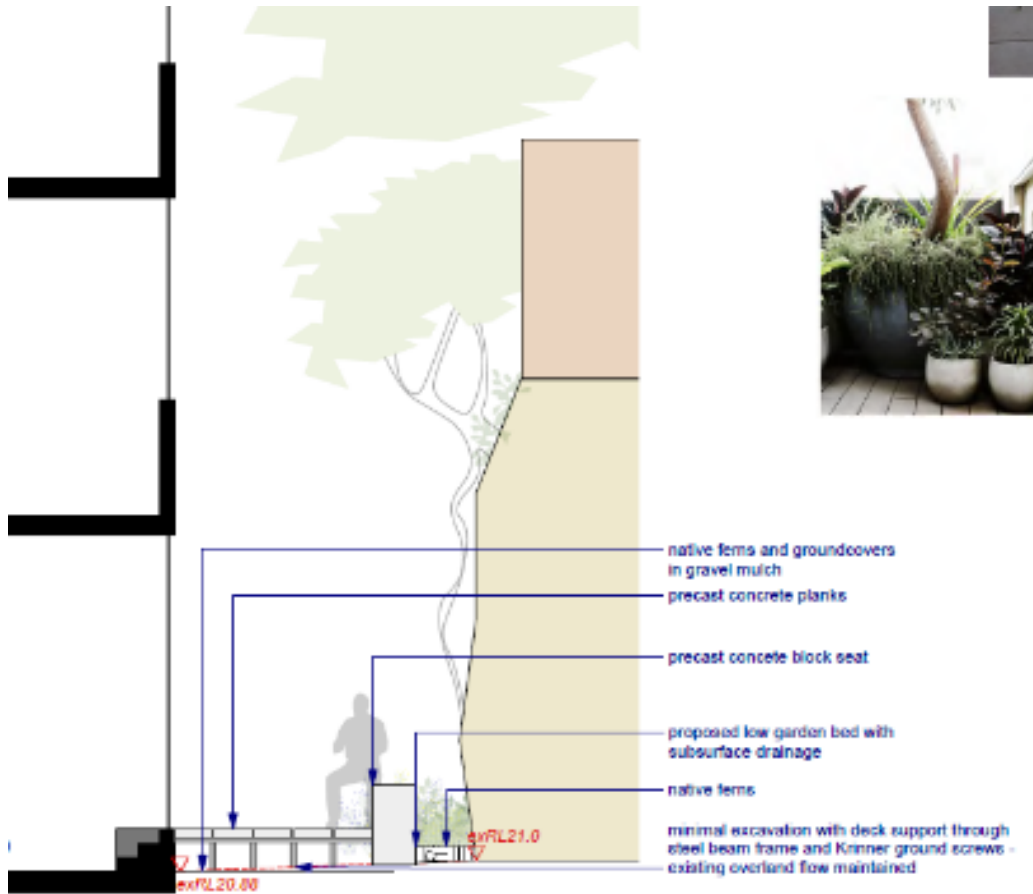 native ferns and groundcovers
in gravel mulch
precast concrete planks
precast concete block seat
proposed low garden bed with
subsurface drainage
native ferns
exRL21.0
minimal excavation with deck support through
steel beam frame and Krinner ground screws -
existing overland flow maintained
exRL20.88